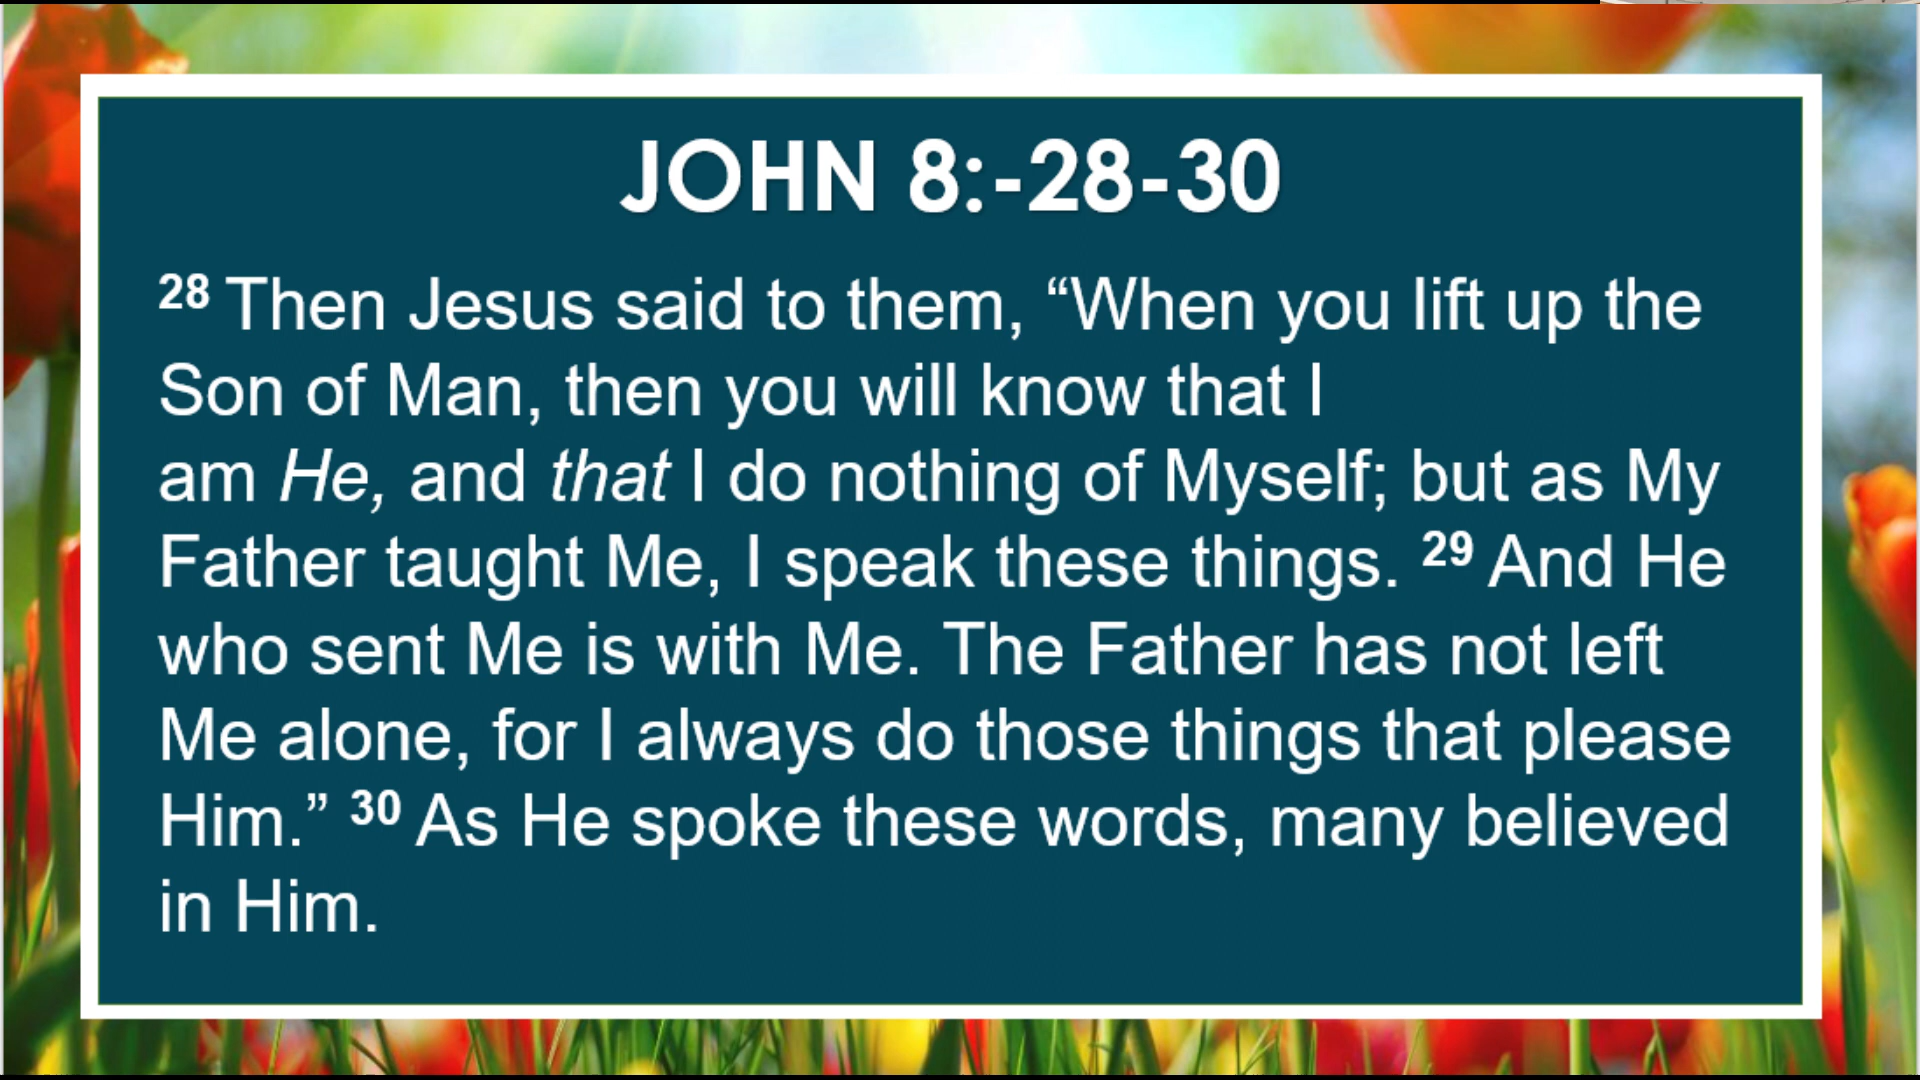 JOHN 8:-28-30
28 Then Jesus said to them, “When you lift up the
Son of Man, then you will know that I
am He, and that I do nothing of Myself; but as My
Father taught Me, I speak these things. 29 And He
who sent Me is with Me. The Father has not left
Me alone, for I always do those things that please
Him.” 30 As He spoke these words, many believed
in Him.